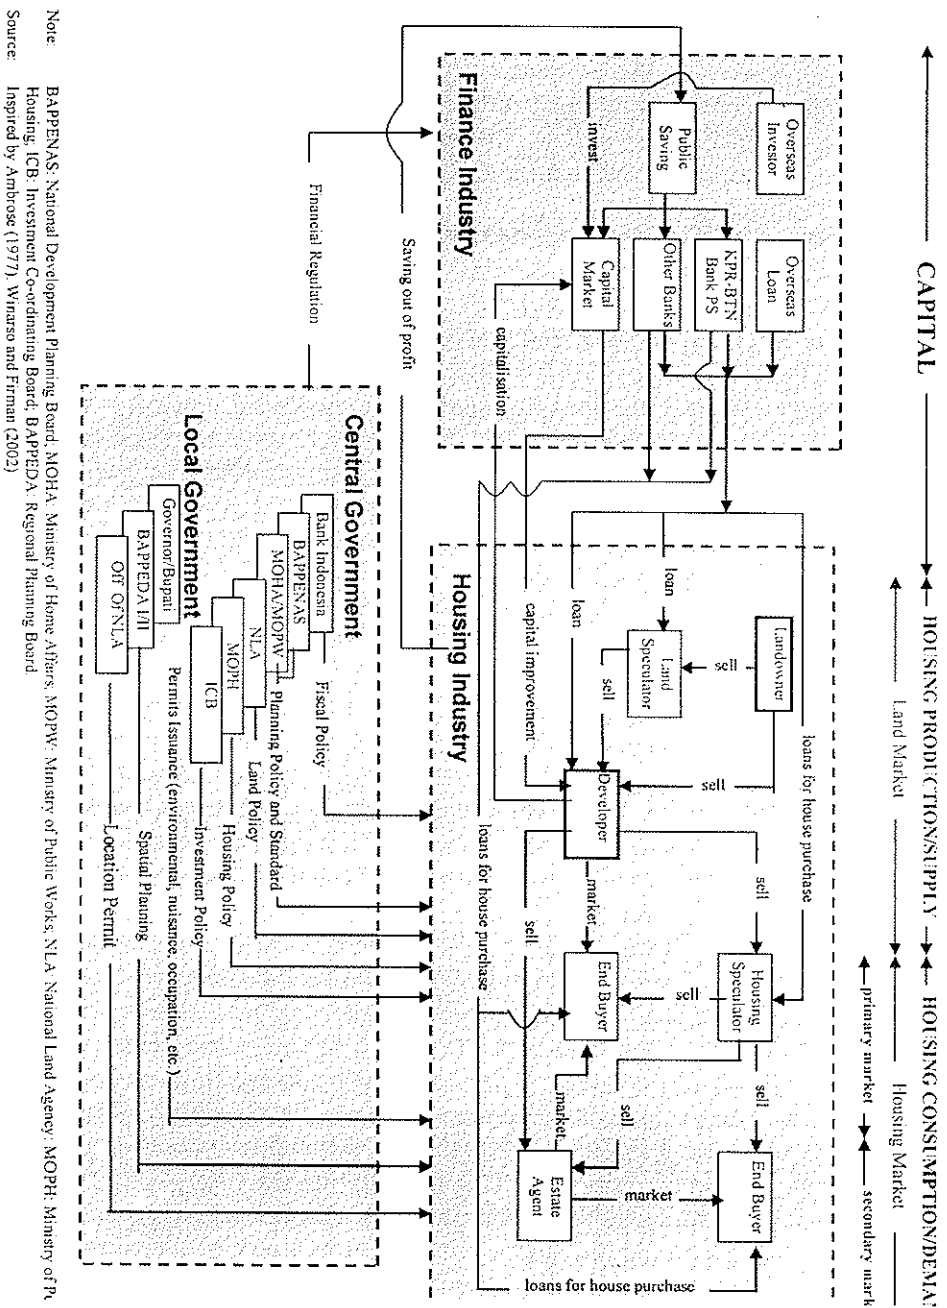 CAPITAL
HOUSING PRODUCTION/SUPPLY
HOUSING CONSUMPTION/DEMA
Land Market
Housing Market
primary market
secondary mark
Overseas
Investor
Overseas
Loan
Public
Saving
KPR-BTN
Bank PS
Other Banks
Capital
Market
invest
Finance Industry
Landowner
sell
sell
Land
Speculator
loan
sell
loan
loans for house purchase
Developer
capital improvement
capitalisation
sell
market
sell
Housing
Speculator
sell
sell
sell
End Buyer
End Buyer
market
market
Estate
Agent
loans for house purchase
loans for house purchase
Housing Industry
Saving out of profit
Financial Regulation
Central Government
Bank Indonesia
BAPPENAS
MOHA/MOPW
NLA
MOPH
ICB
Fiscal Policy
Planning Policy and Standard
Land Policy
Housing Policy
Investment Policy
Permits Issuance (environmental, nuisance, occupation, etc.)
Local Government
Governor/Bupati
BAPPEDA I/II
Off Of NLA
Spatial Planning
Location Permit
Note: BAPPENAS: National Development Planning Board, MOHA: Ministry of Home Affairs, MOPW: Ministry of Public Works, NLA: National Land Agency, MOPH: Ministry of Pu
Housing, ICB: Investment Co-ordinating Board, BAPPEDA: Regional Planning Board
Source: Inspired by Ambrose (1977), Winarso and Firman (2002)